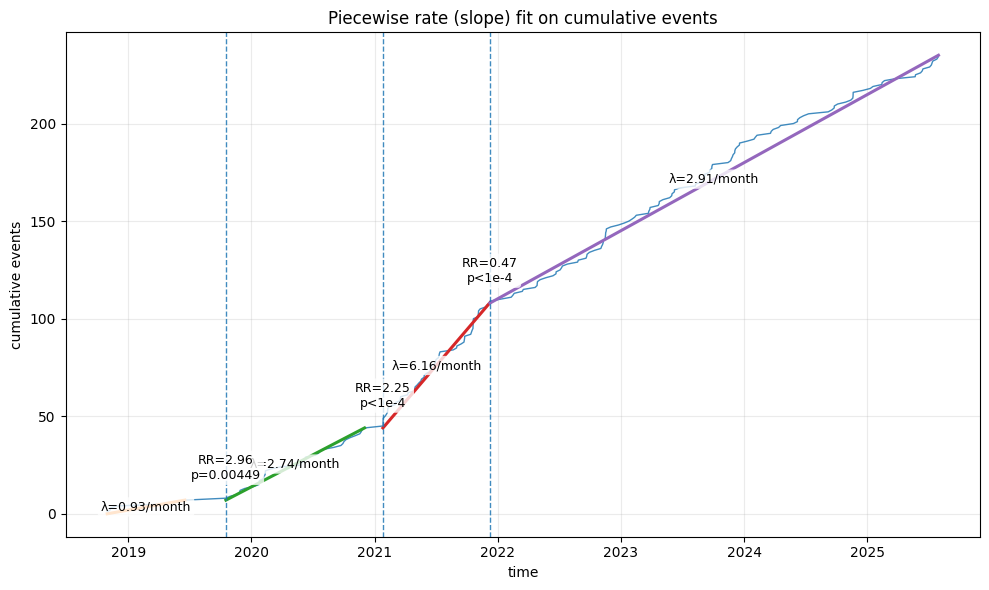 Piecewise rate (slope) fit on cumulative events
cumulative events
200
150
100
50
0
λ=2.91/month
RR=0.47
p<1e-4
λ=6.16/month
RR=2.25
p<1e-4
RR=2.96
p=0.00449
λ=2.74/month
λ=0.93/month
2019
2020
2021
2022
2023
2024
2025
time